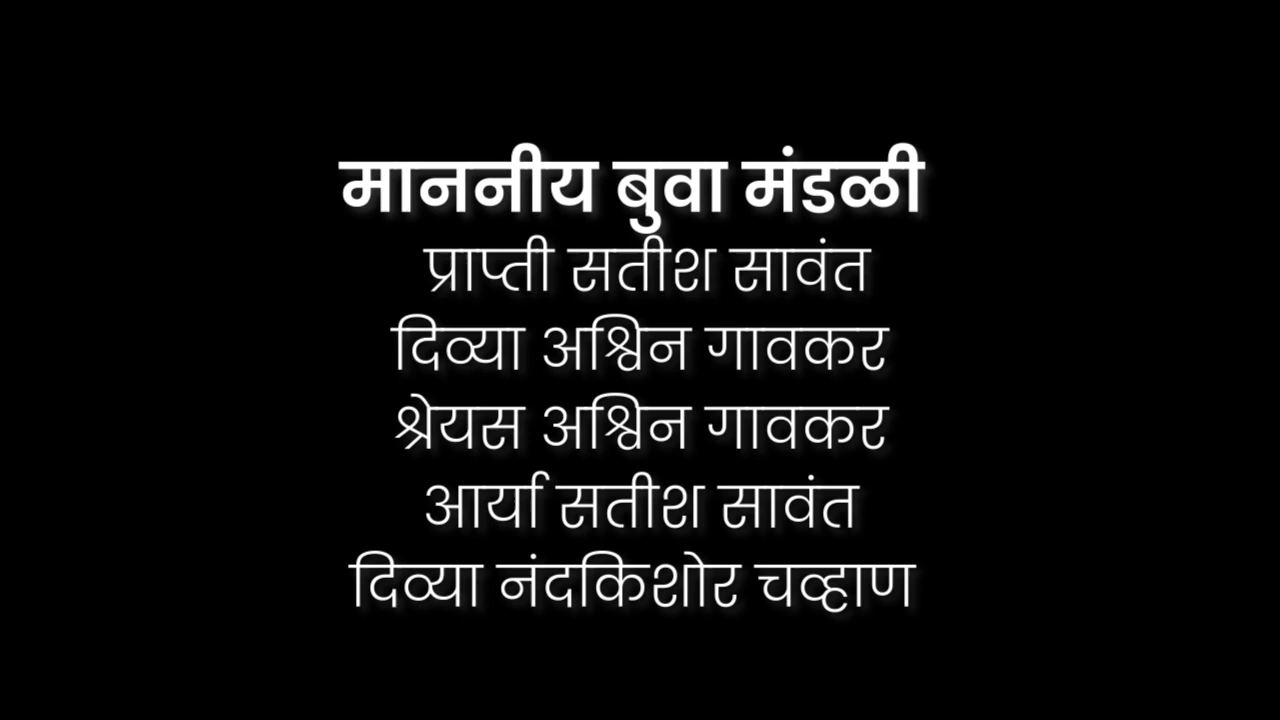 माननीय बुवा मंडळी
प्राप्ती सतीश सावंत
दिव्या अश्विन गावकर
श्रेयस अश्विन गावकर
आर्या सतीश सावंत
दिव्या नंदकिशोर चव्हाण